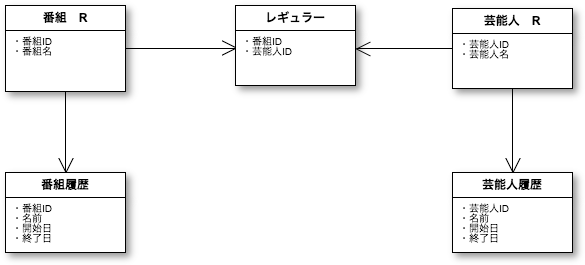 番組　R
・番組ID
・番組名
レギュラー
・番組ID
・芸能人ID
芸能人　R
・芸能人ID
・芸能人名
番組履歴
・番組ID
・名前
・開始日
・終了日
芸能人履歴
・芸能人ID
・名前
・開始日
・終了日